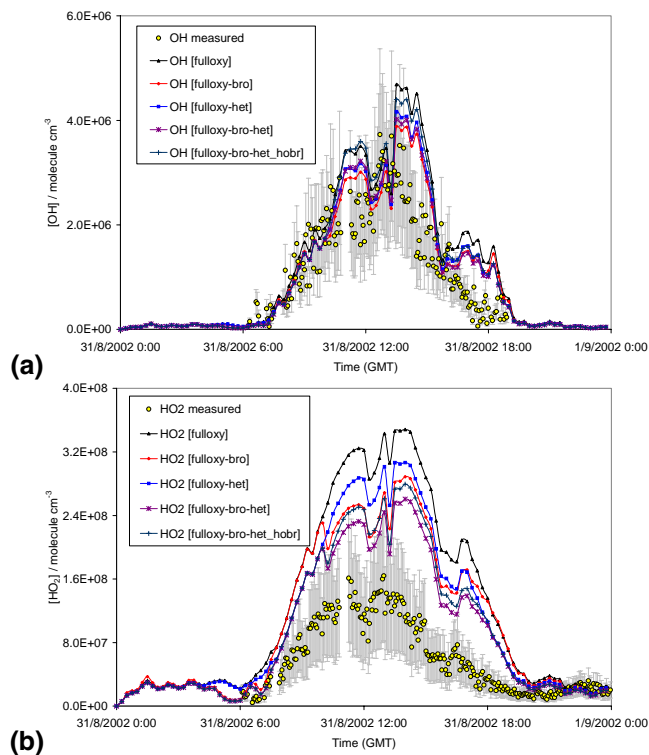 6.0E+06
4.0E+06
2.0E+06
0.0E+00
[OH] / molecule cm-3
OH measured
OH [fulloxy]
OH [fulloxy-bro]
OH [fulloxy-het]
OH [fulloxy-bro-het]
OH [fulloxy-bro-het_hobr]
31/8/2002 0:00 31/8/2002 6:00 31/8/2002 12:00 31/8/2002 18:00 1/9/2002 0:00
Time (GMT)
(a)
4.0E+08
3.2E+08
2.4E+08
1.6E+08
8.0E+07
0.0E+00
[HO2] / molecule cm-3
HO2 measured
HO2 [fulloxy]
HO2 [fulloxy-bro]
HO2 [fulloxy-het]
HO2 [fulloxy-bro-het]
HO2 [fulloxy-bro-het_hobr]
31/8/2002 0:00 31/8/2002 6:00 31/8/2002 12:00 31/8/2002 18:00 1/9/2002 0:00
Time (GMT)
(b)